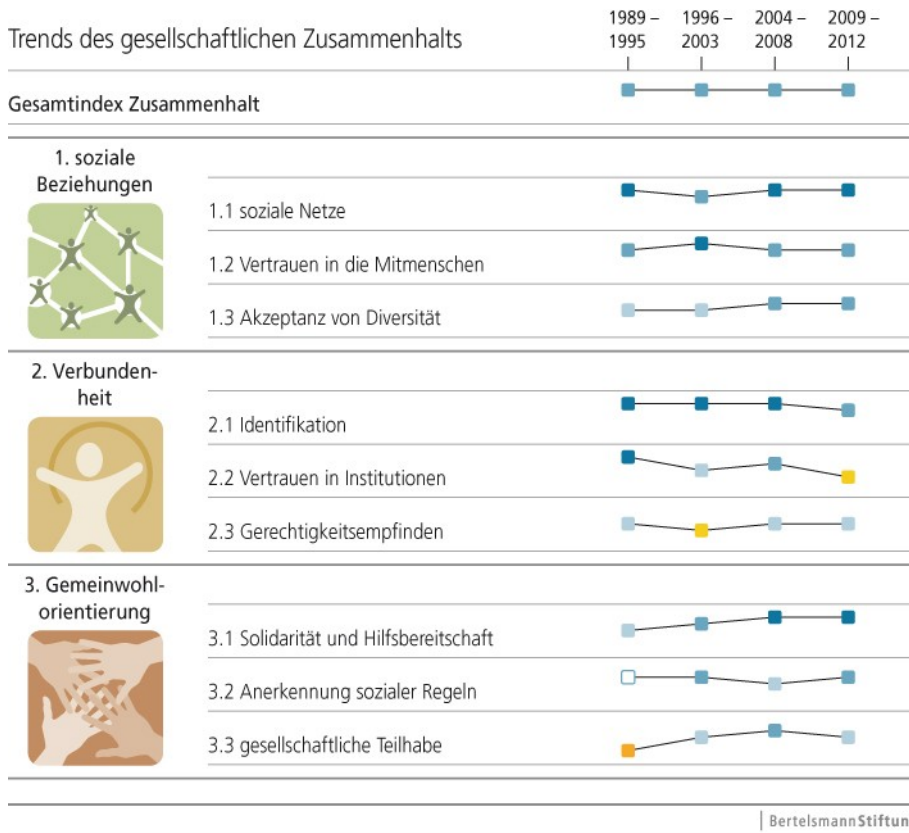 Trends des gesellschaftlichen Zusammenhalts
1989 – 1996 – 2004 – 2009 –
1995 2003 2008 2012
Gesamtindex Zusammenhalt
1. soziale
Beziehungen
1.1 soziale Netze
1.2 Vertrauen in die Mitmenschen
1.3 Akzeptanz von Diversität
2. Verbunden-
heit
2.1 Identifikation
2.2 Vertrauen in Institutionen
2.3 Gerechtigkeitsempfinden
3. Gemeinwohl-
orientierung
3.1 Solidarität und Hilfsbereitschaft
3.2 Anerkennung sozialer Regeln
3.3 gesellschaftliche Teilhabe
BertelsmannStiftun